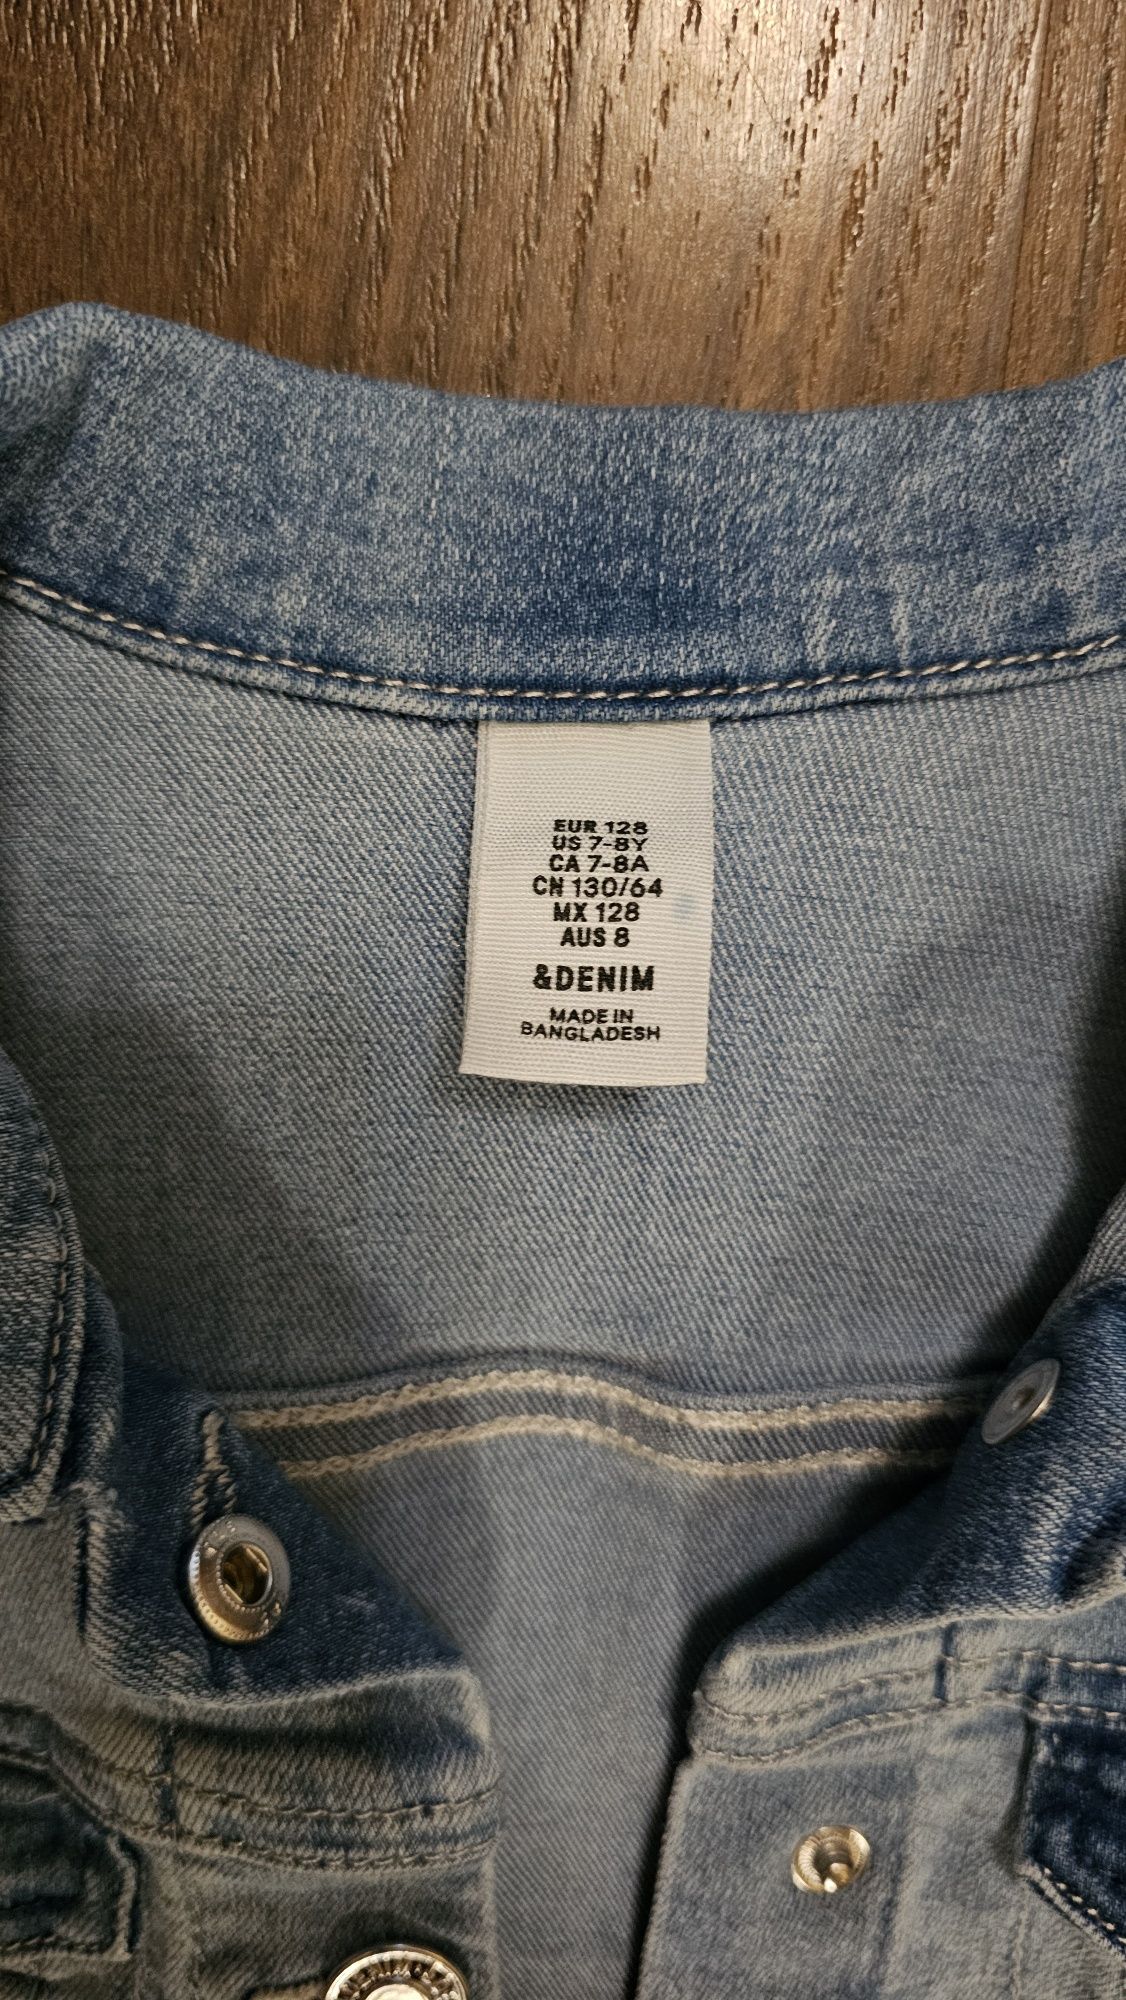 EUR 128
US 7-8Y
CA 7-8A
CN 130/64
MX 128
AUS 8
&DENIM
MADE IN
BANGLADESH